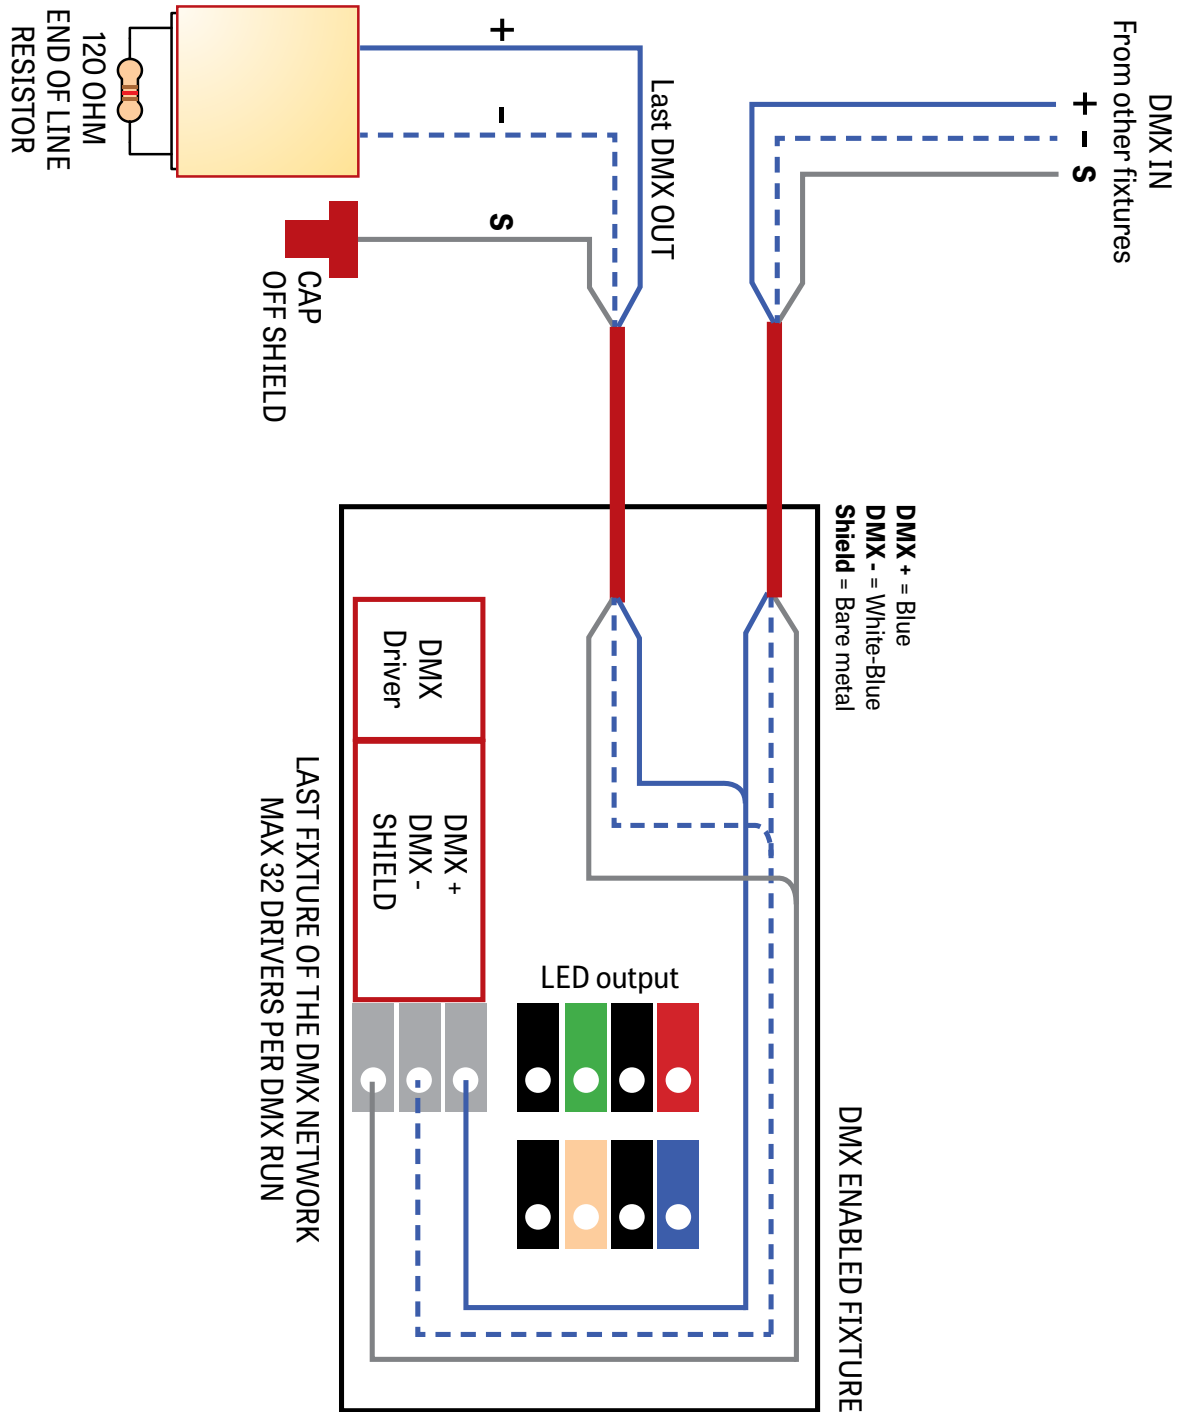 DMX IN
From other fixtures
+
-
S
Last DMX OUT
+
-
S
120 OHM
END OF LINE
RESISTOR
CAP
OFF SHIELD
DMX + = Blue
DMX - = White-Blue
Shield = Bare metal
DMX
Driver
DMX +
DMX -
SHIELD
LED output
DMX ENABLED FIXTURE
LAST FIXTURE OF THE DMX NETWORK
MAX 32 DRIVERS PER DMX RUN